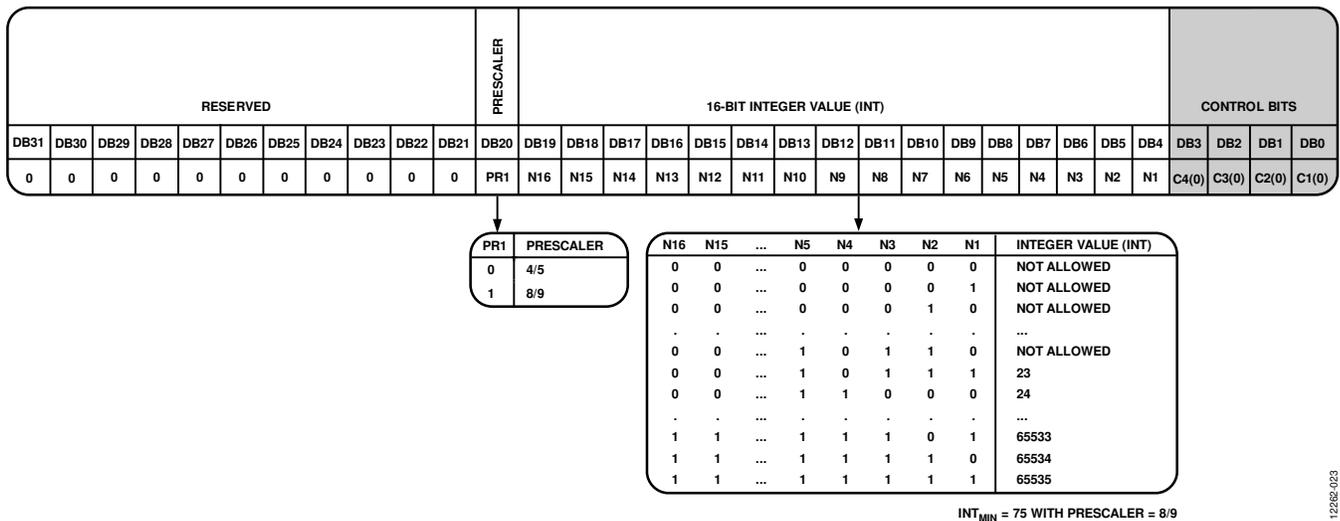 PRESCALER
RESERVED 16-BIT INTEGER VALUE (INT) CONTROL BITS
DB31 DB30 DB29 DB28 DB27 DB26 DB25 DB24 DB23 DB22 DB21 DB20 DB19 DB18 DB17 DB16 DB15 DB14 DB13 DB12 DB11 DB10 DB9 DB8 DB7 DB6 DB5 DB4 DB3 DB2 DB1 DB0
0 0 0 0 0 0 0 0 0 0 0 PR1 N16 N15 N14 N13 N12 N11 N10 N9 N8 N7 N6 N5 N4 N3 N2 N1 C4(0) C3(0) C2(0) C1(0)
PR1 PRESCALER
0 4/5
1 8/9
N16 N15 ... N5 N4 N3 N2 N1 INTEGER VALUE (INT)
0 0 ... 0 0 0 0 0 NOT ALLOWED
0 0 ... 0 0 0 0 1 NOT ALLOWED
0 0 ... 0 0 0 1 0 NOT ALLOWED
. . ... . . . . . ...
0 0 ... 1 0 1 1 0 NOT ALLOWED
0 0 ... 1 0 1 1 1 23
0 0 ... 1 1 0 0 0 24
. . ... . . . . . ...
1 1 ... 1 1 1 0 1 65533
1 1 ... 1 1 1 1 0 65534
1 1 ... 1 1 1 1 1 65535
INTMIN = 75 WITH PRESCALER = 8/9
12262-023